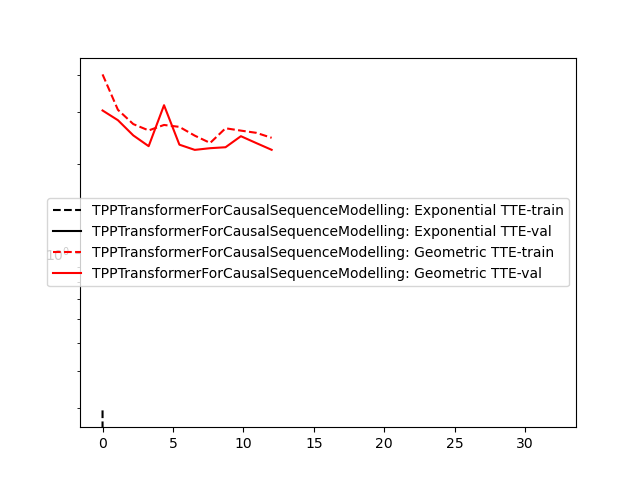 TPPTransformerForCausalSequenceModelling: Exponential TTE-train
TPPTransformerForCausalSequenceModelling: Exponential TTE-val
10⁰
TPPTransformerForCausalSequenceModelling: Geometric TTE-train
TPPTransformerForCausalSequenceModelling: Geometric TTE-val
0 5 10 15 20 25 30